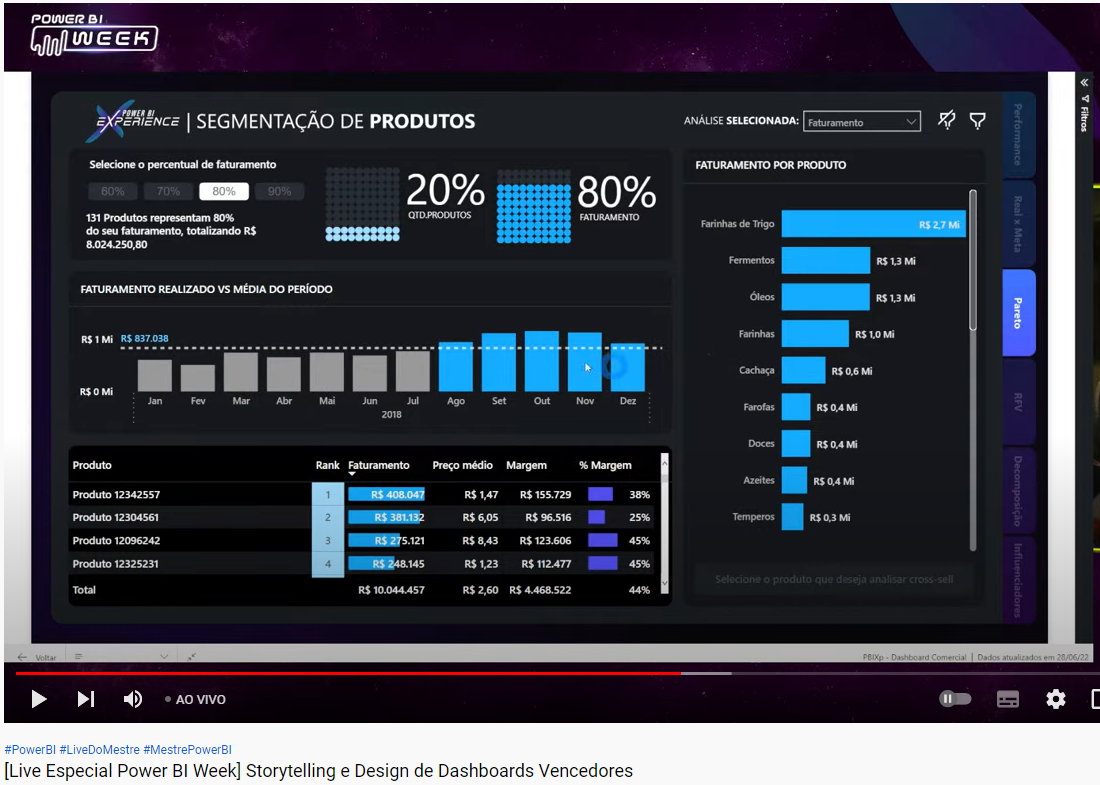 POWER BI
WEEK
POWER BI
EXPERIENCE | SEGMENTAÇÃO DE PRODUTOS
ANÁLISE SELECIONADA: Faturamento
Filtros
Selecione o percentual de faturamento
60% 70% 80% 90%
131 Produtos representam 80%
do seu faturamento, totalizando R$
8.024.250,80
20%
QTD.PRODUTOS
80%
FATURAMENTO
FATURAMENTO REALIZADO VS MÉDIA DO PERÍODO
R$ 1 Mi R$ 837.038
R$ 0 Mi
Jan Fev Mar Abr Mai Jun Jul Ago Set Out Nov Dez
2018
Produto Rank Faturamento Preço médio Margem % Margem
Produto 12342557 1 R$ 408.047 R$ 1,47 R$ 155.729 38%
Produto 12304561 2 R$ 381.132 R$ 6,05 R$ 96.516 25%
Produto 12096242 3 R$ 275.121 R$ 8,43 R$ 123.606 45%
Produto 12325231 4 R$ 248.145 R$ 1,23 R$ 112.477 45%
Total R$ 10.044.457 R$ 2,60 R$ 4.468.522 44%
FATURAMENTO POR PRODUTO
Farinhas de Trigo R$ 2,7 Mi
Fermentos R$ 1,3 Mi
Óleos R$ 1,3 Mi
Farinhas R$ 1,0 Mi
Cachaça R$ 0,6 Mi
Farofas R$ 0,4 Mi
Doces R$ 0,4 Mi
Azeites R$ 0,4 Mi
Temperos R$ 0,3 Mi
Selecione o produto que deseja analisar cross-sell
Performance
Real x Meta
Pareto
RFV
Decomposição
Influenciadores
Voltar
PBIXp - Dashboard Comercial | Dados atualizados em 28/06/22
AO VIVO
#PowerBI #LiveDoMestre #MestrePowerBI
[Live Especial Power BI Week] Storytelling e Design de Dashboards Vencedores